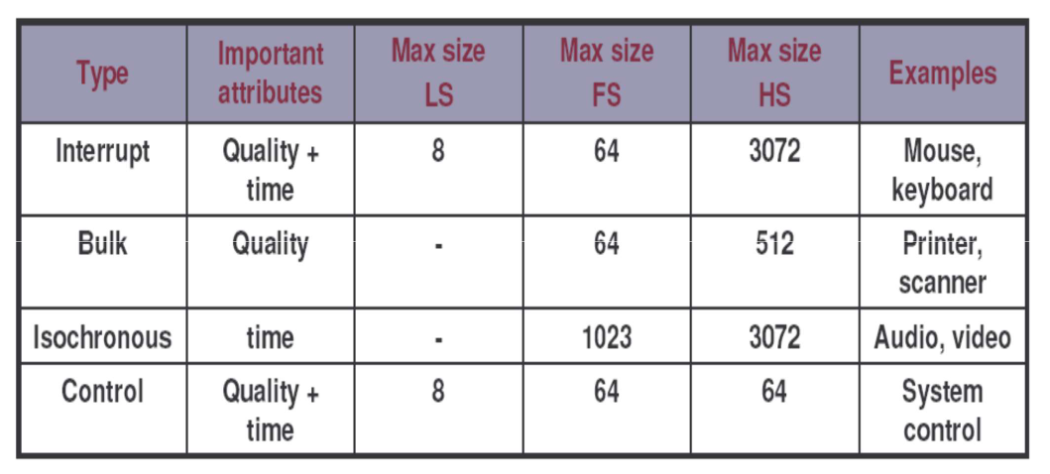 Type Important attributes Max size LS Max size FS Max size HS Examples
Interrupt Quality + time 8 64 3072 Mouse, keyboard
Bulk Quality - 64 512 Printer, scanner
Isochronous time - 1023 3072 Audio, video
Control Quality + time 8 64 64 System control